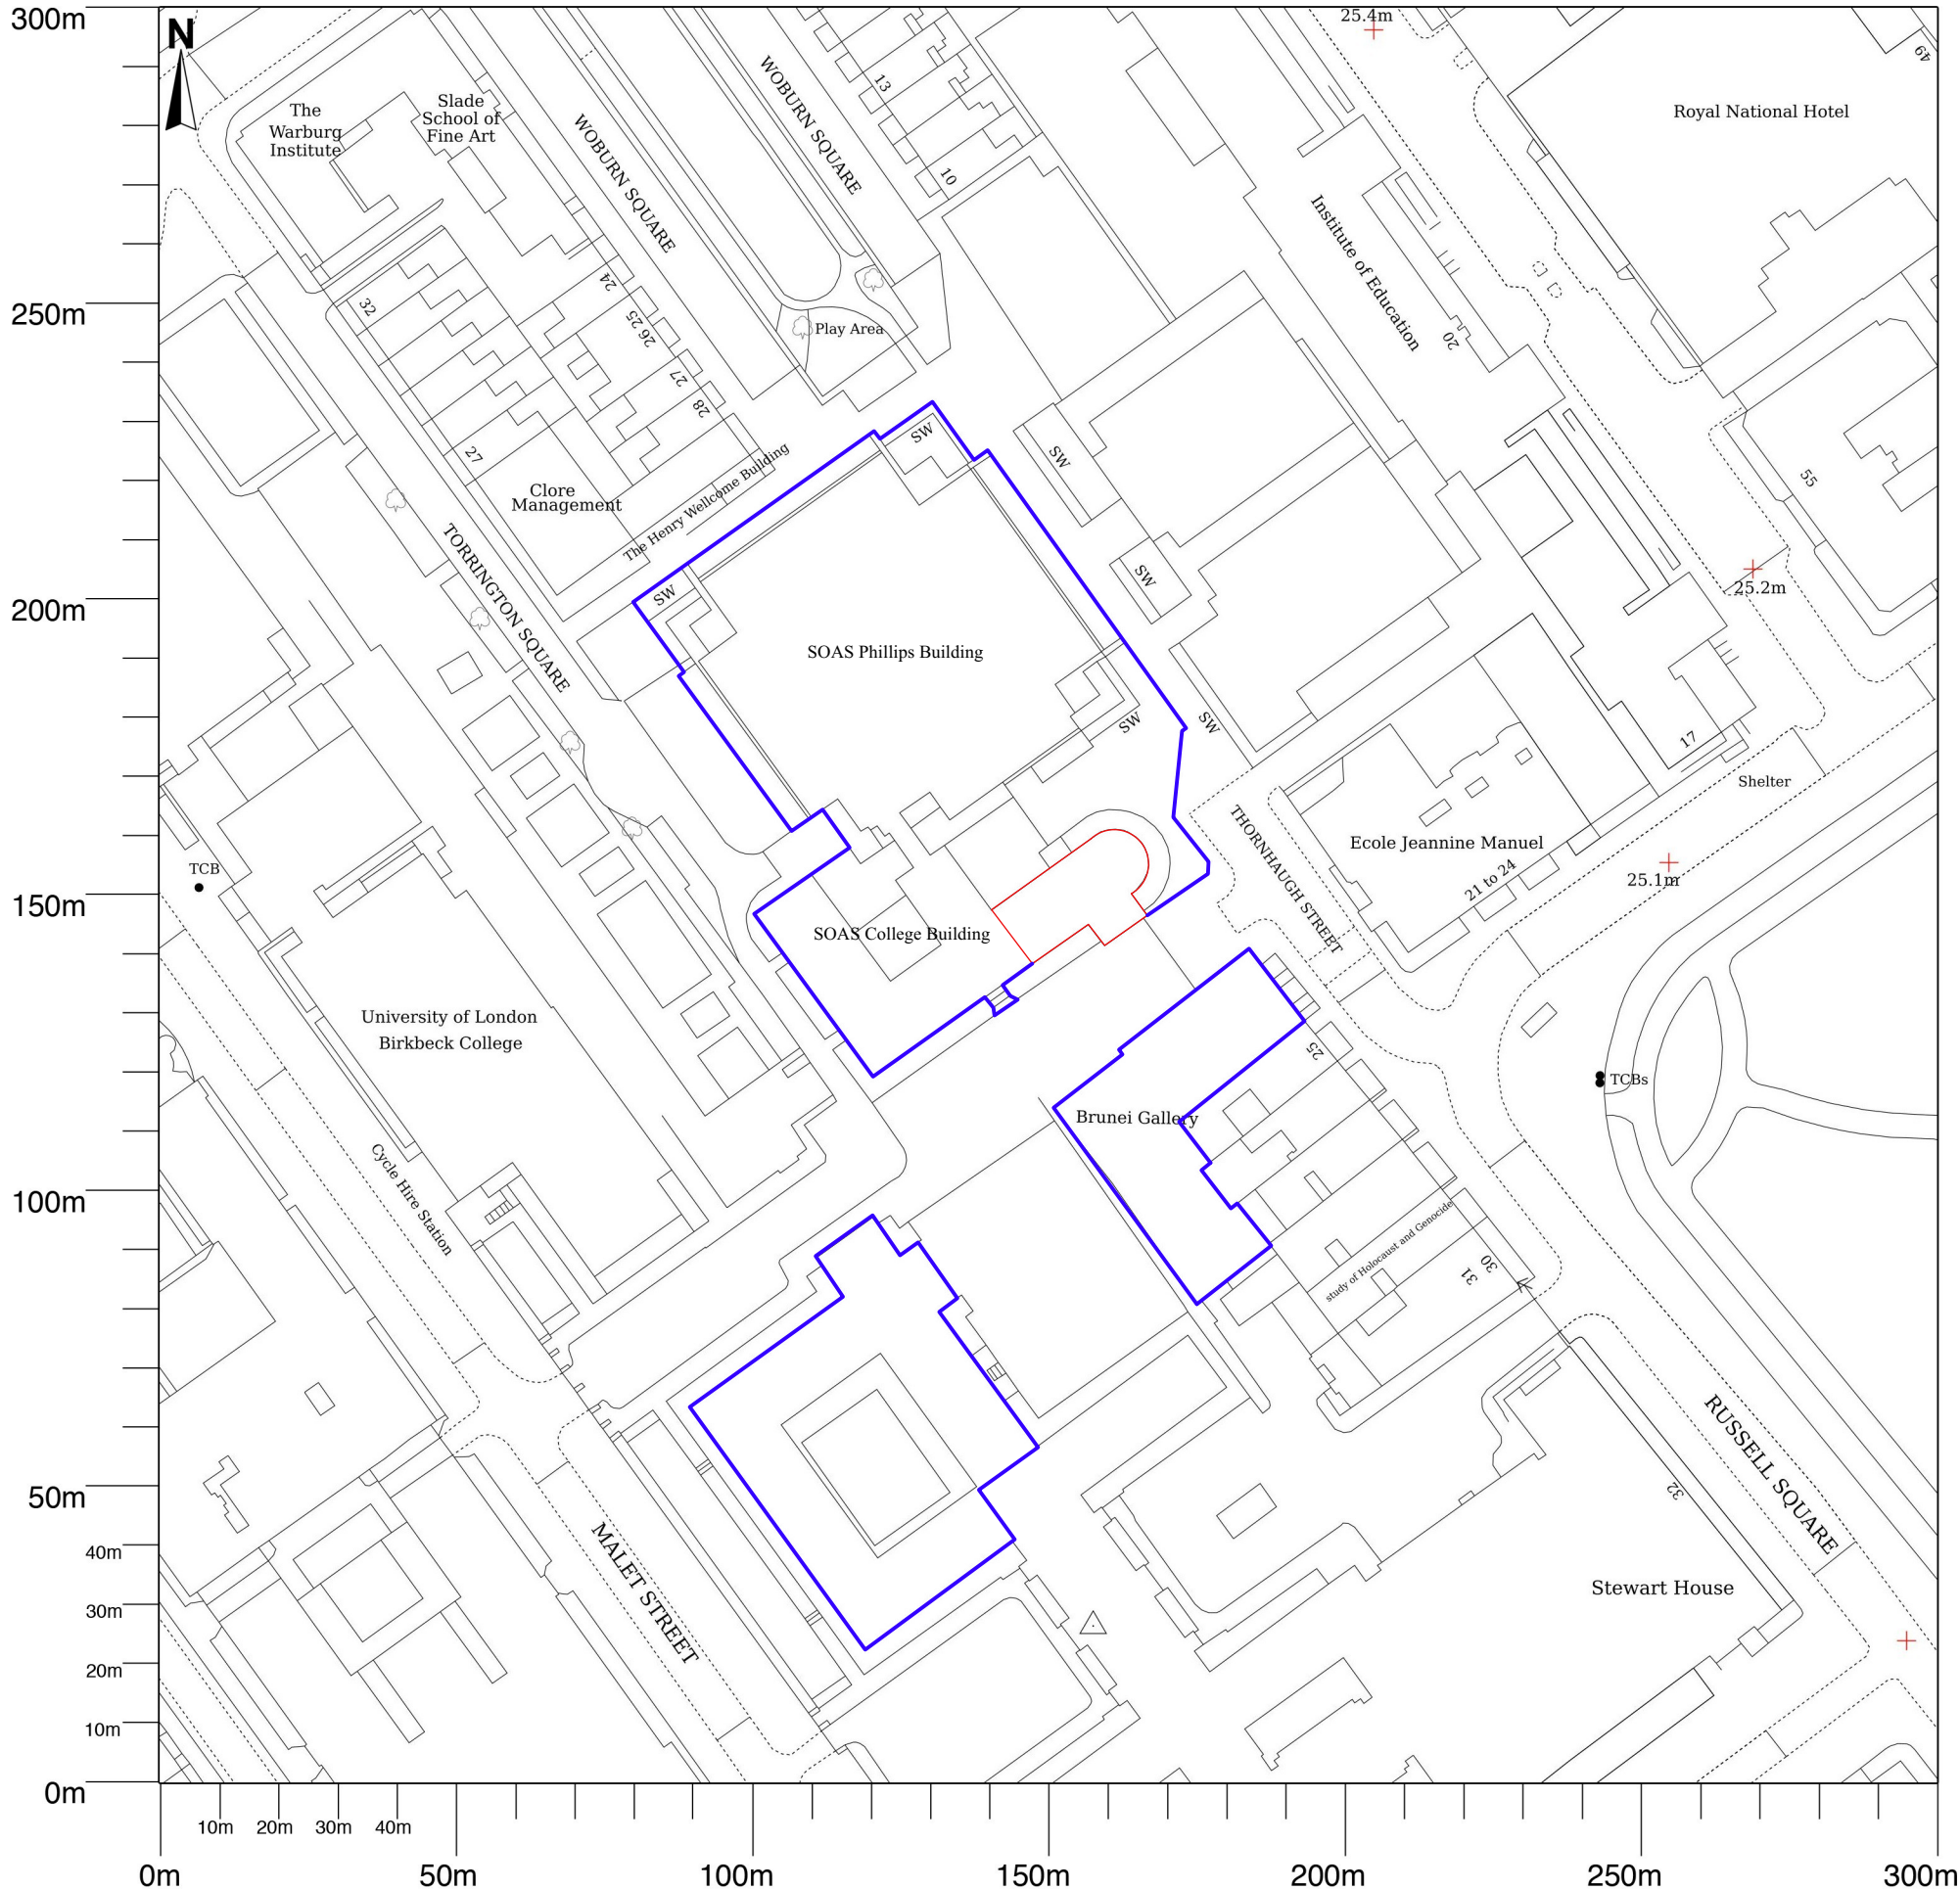 300m
25.4m
N
49
WOBURN SQUARE
13
The
Warburg
Institute
Slade
School of
Fine Art
WOBURN SQUARE
Royal National Hotel
10
Institute of Education
24
32
250m
25
26
Play Area
20
27
28
SW
27
SW
55
The Henry Wellcome Building
Clore
Management
TORRINGTON SQUARE
SW
SW
25.2m
200m
SOAS Phillips Building
SW
SW
17
Shelter
THORNHAUGH STREET
Ecole Jeannine Manuel
TCB
21 to 24
25.1m
150m
SOAS College Building
University of London
Birkbeck College
25
TCBs
Brunei Gallery
Cycle Hire Station
100m
study of Holocaust and Genocide
30
31
RUSSELL SQUARE
32
50m
MALET STREET
40m
Stewart House
30m
20m
10m
0m
10m
20m
30m
40m
0m
50m
100m
150m
200m
250m
300m